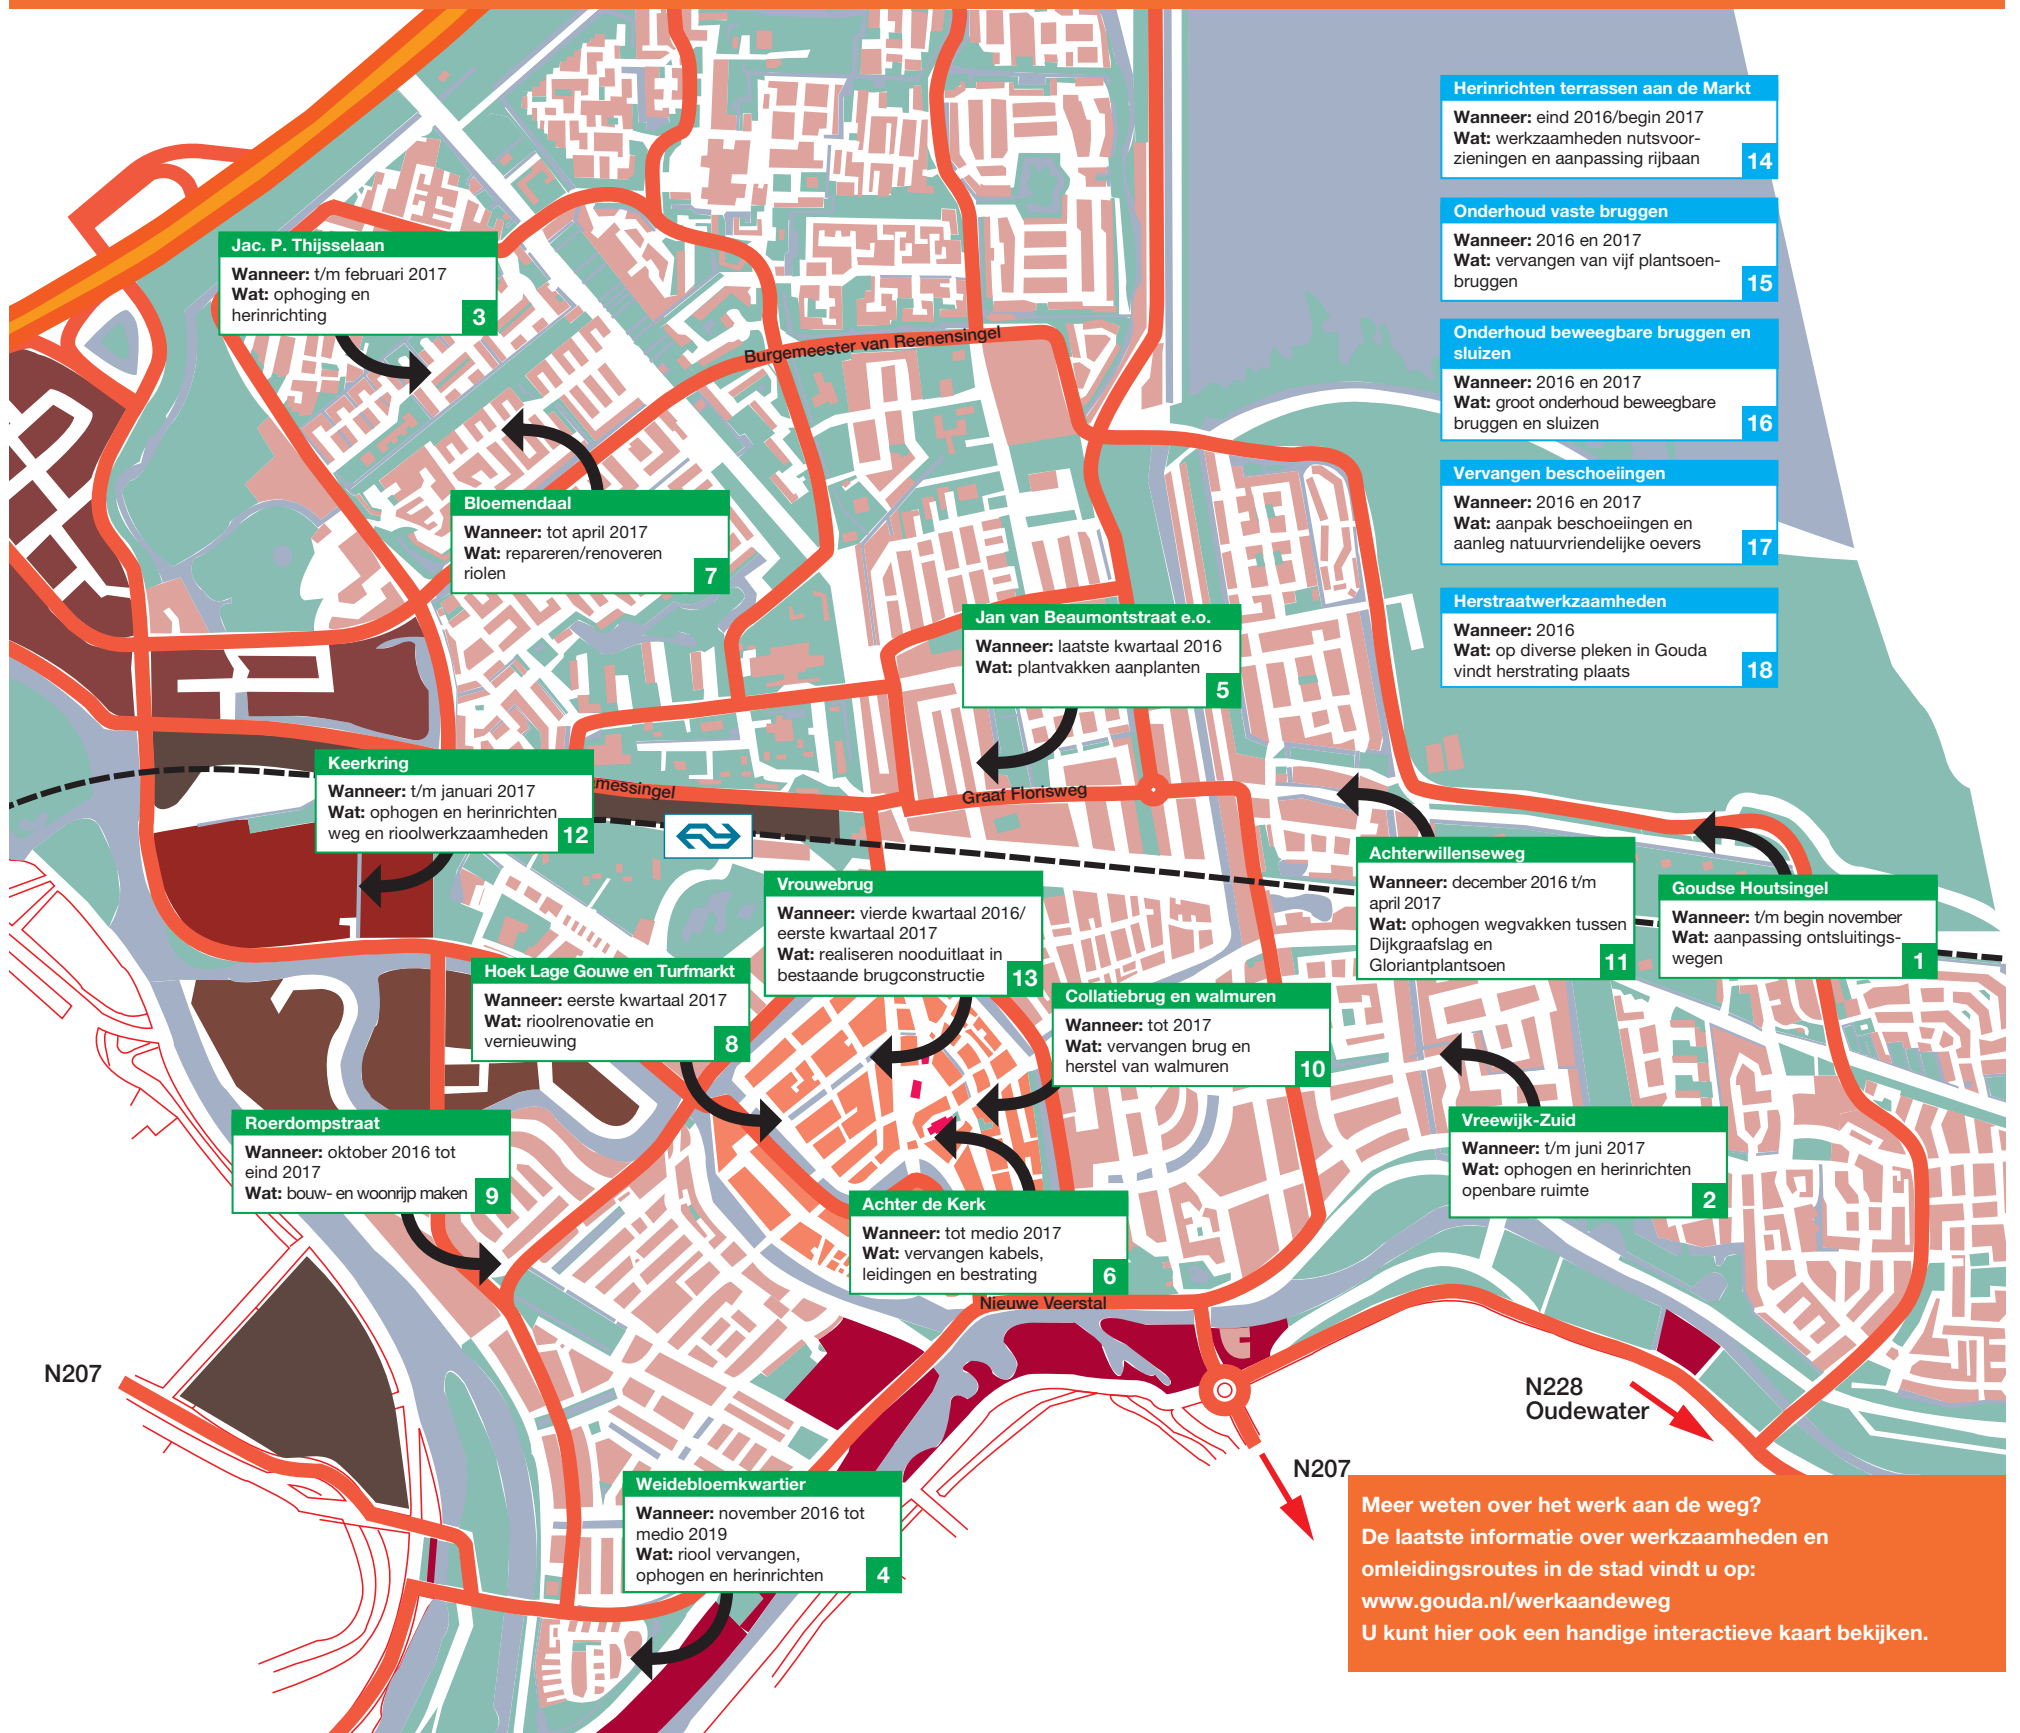 Herinrichten terrassen aan de Markt
Wanneer: eind 2016/begin 2017
Wat: werkzaamheden nutsvoor-
zieningen en aanpassing rijbaan
14
Onderhoud vaste bruggen
Wanneer: 2016 en 2017
Wat: vervangen van vijf plantsoen-
bruggen
15
Onderhoud beweegbare bruggen en
sluizen
Wanneer: 2016 en 2017
Wat: groot onderhoud beweegbare
bruggen en sluizen
16
Vervangen beschoeiingen
Wanneer: 2016 en 2017
Wat: aanpak beschoeiingen en
aanleg natuurvriendelijke oevers
17
Herstraatwerkzaamheden
Wanneer: 2016
Wat: op diverse pleken in Gouda
vindt herstrating plaats
18
Jac. P. Thijsselaan
Wanneer: t/m februari 2017
Wat: ophoging en
herinrichting
3
Burgemeester van Reenensingel
Bloemendaal
Wanneer: tot april 2017
Wat: repareren/renoveren
riolen
7
Jan van Beaumontstraat e.o.
Wanneer: laatste kwartaal 2016
Wat: plantvakken aanplanten
5
Keerkring
Wanneer: t/m januari 2017
Wat: ophogen en herinrichten
weg en rioolwerkzaamheden
12
messingel
Graaf Florisweg
Achterwillenseweg
Wanneer: december 2016 t/m
april 2017
Wat: ophogen wegvakken tussen
Dijkgraafslag en
Gloriantplantsoen
11
Goudse Houtsingel
Wanneer: t/m begin november
Wat: aanpassing ontsluitings-
wegen
1
Vrouwebrug
Wanneer: vierde kwartaal 2016/
eerste kwartaal 2017
Wat: realiseren nooduitlaat in
bestaande brugconstructie
13
Hoek Lage Gouwe en Turfmarkt
Wanneer: eerste kwartaal 2017
Wat: rioolrenovatie en
vernieuwing
8
Collatiebrug en walmuren
Wanneer: tot 2017
Wat: vervangen brug en
herstel van walmuren
10
Roerdompstraat
Wanneer: oktober 2016 tot
eind 2017
Wat: bouw- en woonrijp maken
9
Vreewijk-Zuid
Wanneer: t/m juni 2017
Wat: ophogen en herinrichten
openbare ruimte
2
Achter de Kerk
Wanneer: tot medio 2017
Wat: vervangen kabels,
leidingen en bestrating
6
Nieuwe Veerstal
N207
N228
Oudewater
N207
Weidebloemkwartier
Wanneer: november 2016 tot
medio 2019
Wat: riool vervangen,
ophogen en herinrichten
4
Meer weten over het werk aan de weg?
De laatste informatie over werkzaamheden en
omleidingsroutes in de stad vindt u op:
www.gouda.nl/werkaandeweg
U kunt hier ook een handige interactieve kaart bekijken.